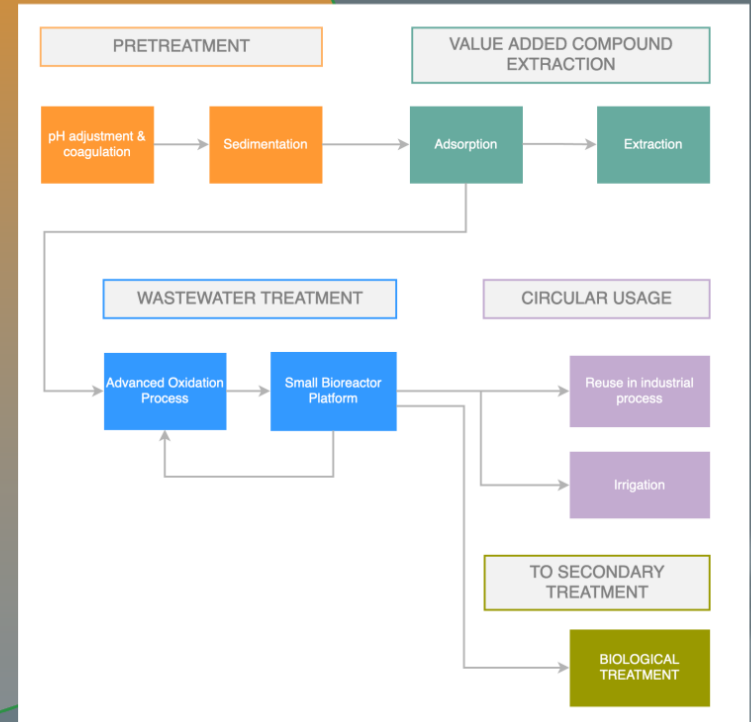 PRETREATMENT
VALUE ADDED COMPOUND
EXTRACTION
pH adjustment &
coagulation
Sedimentation
Adsorption
Extraction
WASTEWATER TREATMENT
CIRCULAR USAGE
Advanced Oxidation
Process
Small Bioreactor
Platform
Reuse in industrial
process
Irrigation
TO SECONDARY
TREATMENT
BIOLOGICAL
TREATMENT